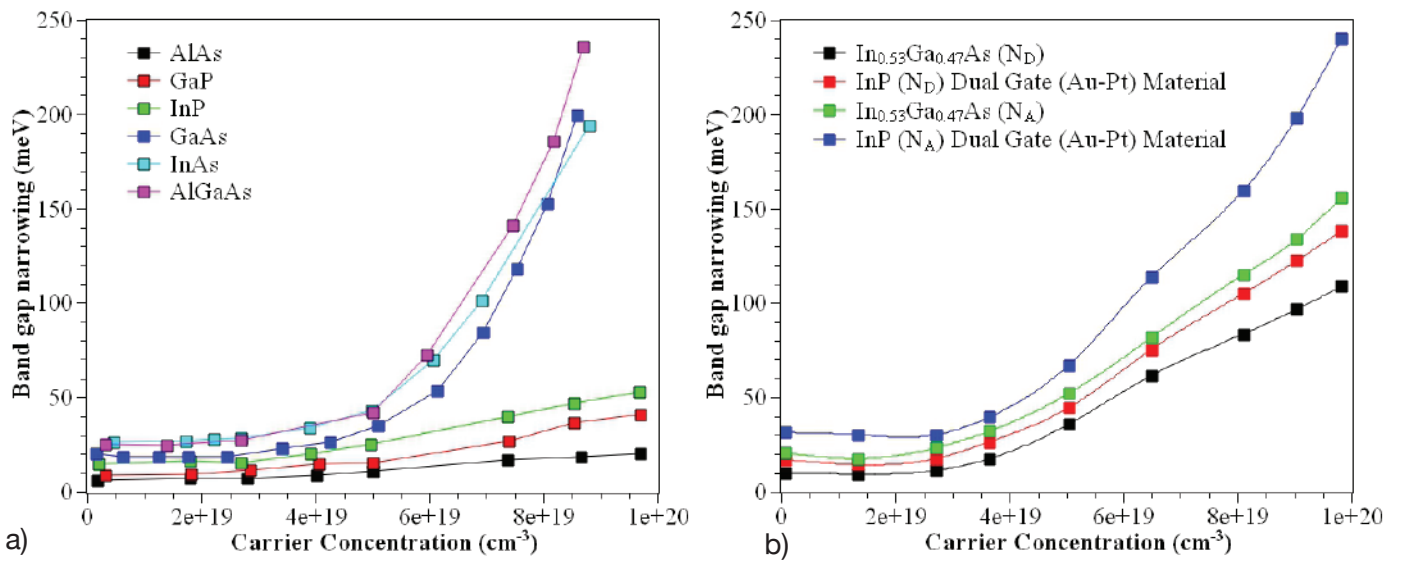 250
200
150
100
50
0
Band gap narrowing (meV)
AlAs
GaP
InP
GaAs
InAs
AlGaAs
0 2e+19 4e+19 6e+19 8e+19 1e+20
Carrier Concentration (cm-3)
a)
250
200
150
100
50
0
Band gap narrowing (meV)
In0.53Ga0.47As (ND)
InP (ND) Dual Gate (Au-Pt) Material
In0.53Ga0.47As (NA)
InP (NA) Dual Gate (Au-Pt) Material
0 2e+19 4e+19 6e+19 8e+19 1e+20
Carrier Concentration (cm-3)
b)